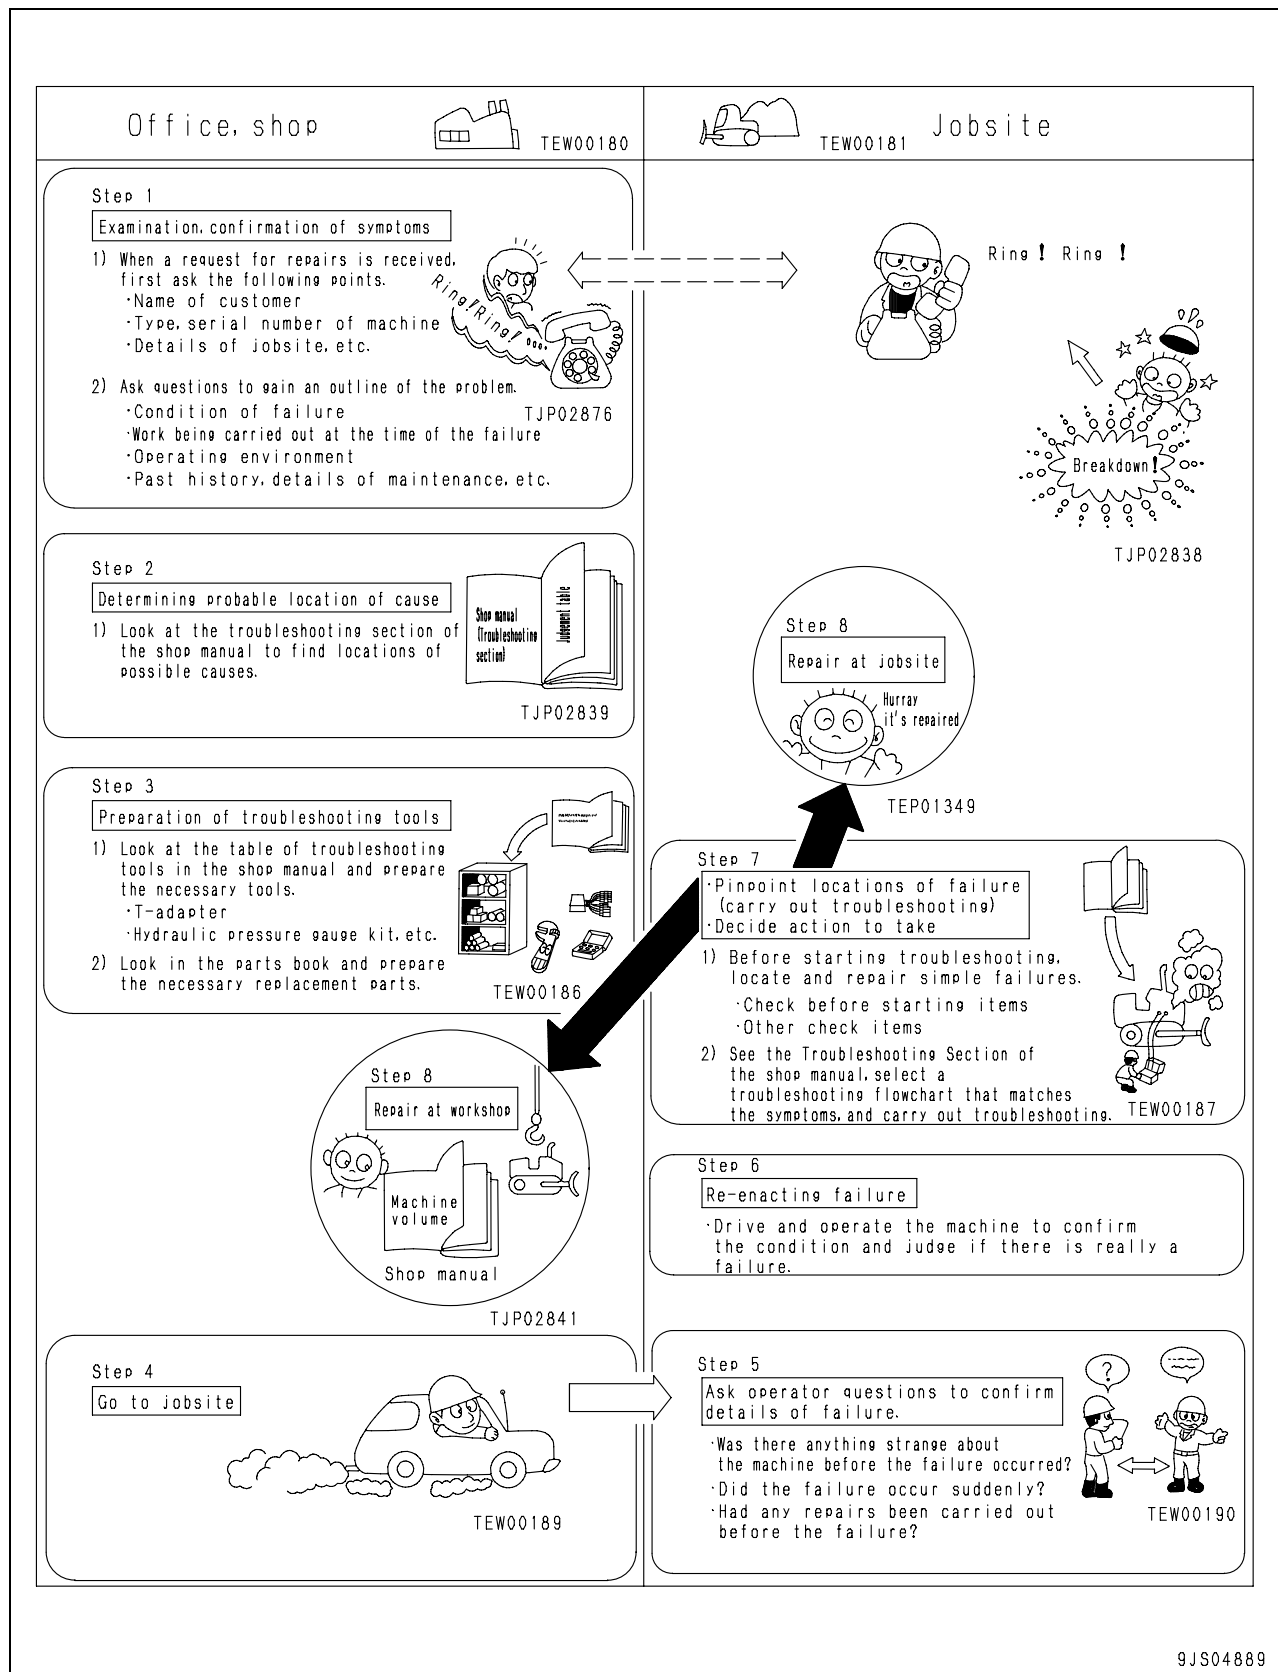 Office, shop
TEW00180
TEW00181
Jobsite
Step 1
Examination, confirmation of symptoms
1) When a request for repairs is received,
first ask the following points.
·Name of customer
·Type, serial number of machine
·Details of jobsite, etc.
Ring! Ring! ....
2) Ask questions to gain an outline of the problem.
·Condition of failure
·Work being carried out at the time of the failure
·Operating environment
·Past history, details of maintenance, etc.
TJP02876
Ring! Ring !
Breakdown!
TJP02838
Step 2
Determining probable location of cause
1) Look at the troubleshooting section of
the shop manual to find locations of
possible causes.
Shop manual
(Troubleshooting
section)
Judgement table
TJP02839
Step 3
Preparation of troubleshooting tools
1) Look at the table of troubleshooting
tools in the shop manual and prepare
the necessary tools.
·T-adapter
·Hydraulic pressure gauge kit, etc.
2) Look in the parts book and prepare
the necessary replacement parts.
TEW00186
Step 8
Repair at workshop
Machine
volume
Shop manual
TJP02841
Step 4
Go to jobsite
TEW00189
Step 8
Repair at jobsite
Hurray
it's repaired
TEP01349
Step 7
·Pinpoint locations of failure
(carry out troubleshooting)
·Decide action to take
1) Before starting troubleshooting,
locate and repair simple failures.
·Check before starting items
·Other check items
2) See the Troubleshooting Section of
the shop manual, select a
troubleshooting flowchart that matches
the symptoms, and carry out troubleshooting.
TEW00187
Step 6
Re-enacting failure
·Drive and operate the machine to confirm
the condition and judge if there is really a
failure.
Step 5
Ask operator questions to confirm
details of failure.
·Was there anything strange about
the machine before the failure occurred?
·Did the failure occur suddenly?
·Had any repairs been carried out
before the failure?
?
TEW00190
9JS04889